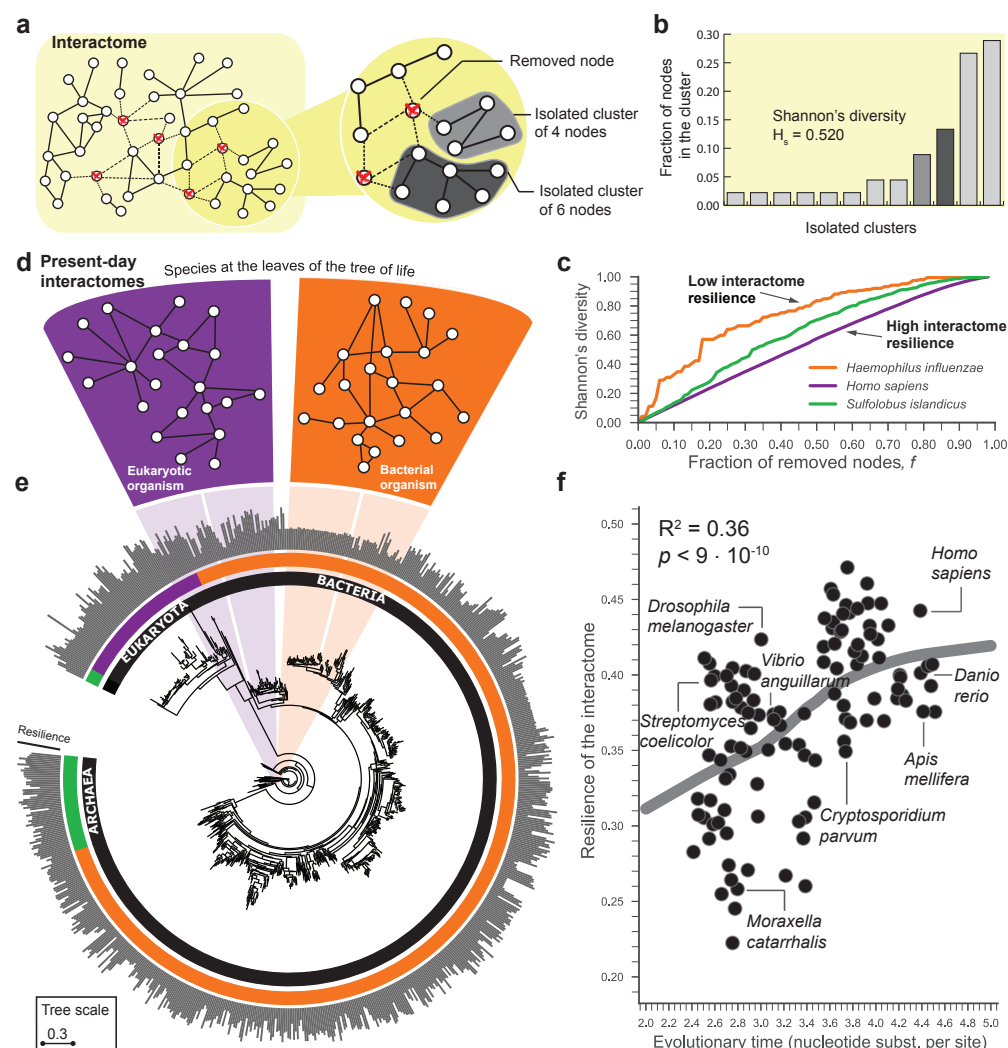 a
Interactome
Removed node
Isolated cluster
of 4 nodes
Isolated cluster
of 6 nodes
b
Fraction of nodes
in the cluster
0.30
0.25
0.20
0.15
0.10
0.05
0.00
Shannon's diversity
Hs = 0.520
Isolated clusters
d Present-day
interactomes
Species at the leaves of the tree of life
Eukaryotic
organism
Bacterial
organism
c
Shannon's diversity
1.00
0.80
0.60
0.40
0.20
0.00
Low interactome
resilience
High interactome
resilience
Haemophilus influenzae
Homo sapiens
Sulfolobus islandicus
0.00 0.10 0.20 0.30 0.40 0.50 0.60 0.70 0.80 0.90 1.00
Fraction of removed nodes, f
e
EUKARYOTA
BACTERIA
ARCHAEA
Resilience
Tree scale
0.3
f
Resilience of the interactome
0.50
0.45
0.40
0.35
0.30
0.25
0.20
R² = 0.36
p < 9 · 10⁻¹⁰
Homo
sapiens
Drosophila
melanogaster
Vibrio
anguillarum
Streptomyces
coelicolor
Danio
rerio
Apis
mellifera
Cryptosporidium
parvum
Moraxella
catarrhalis
2.0 2.2 2.4 2.6 2.8 3.0 3.2 3.4 3.6 3.8 4.0 4.2 4.4 4.6 4.8 5.0
Evolutionary time (nucleotide subst. per site)